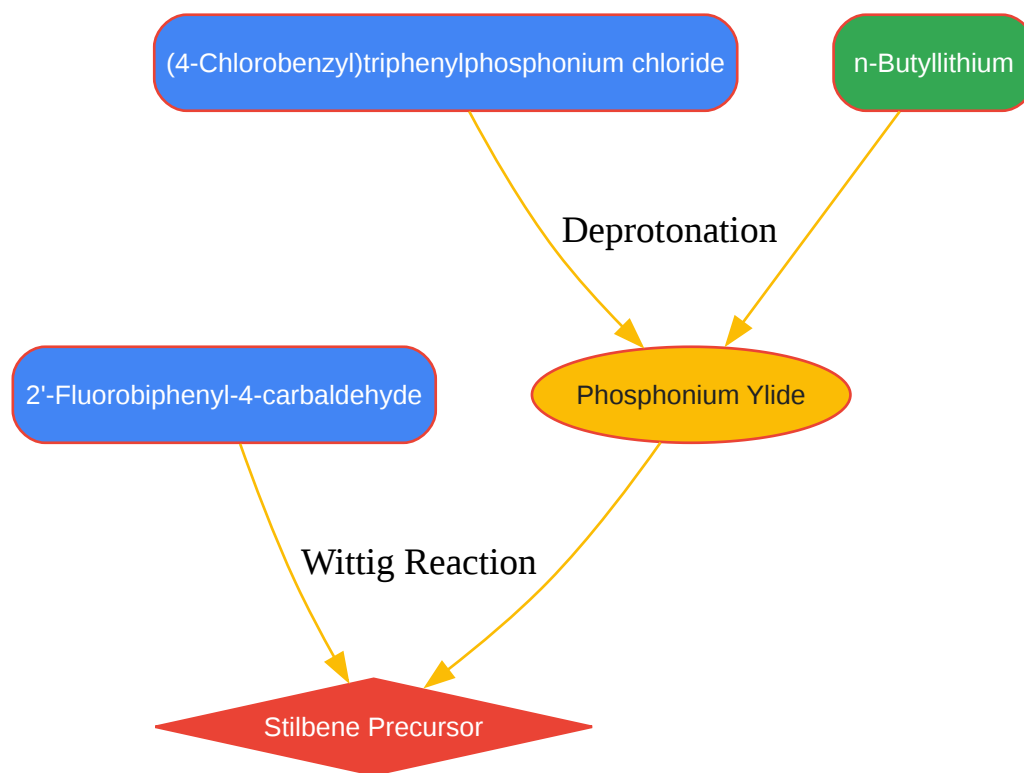 (4-Chlorobenzyl)triphenylphosphonium chloride
n-Butyllithium
Deprotonation
2'-Fluorobiphenyl-4-carbaldehyde
Phosphonium Ylide
Wittig Reaction
Stilbene Precursor